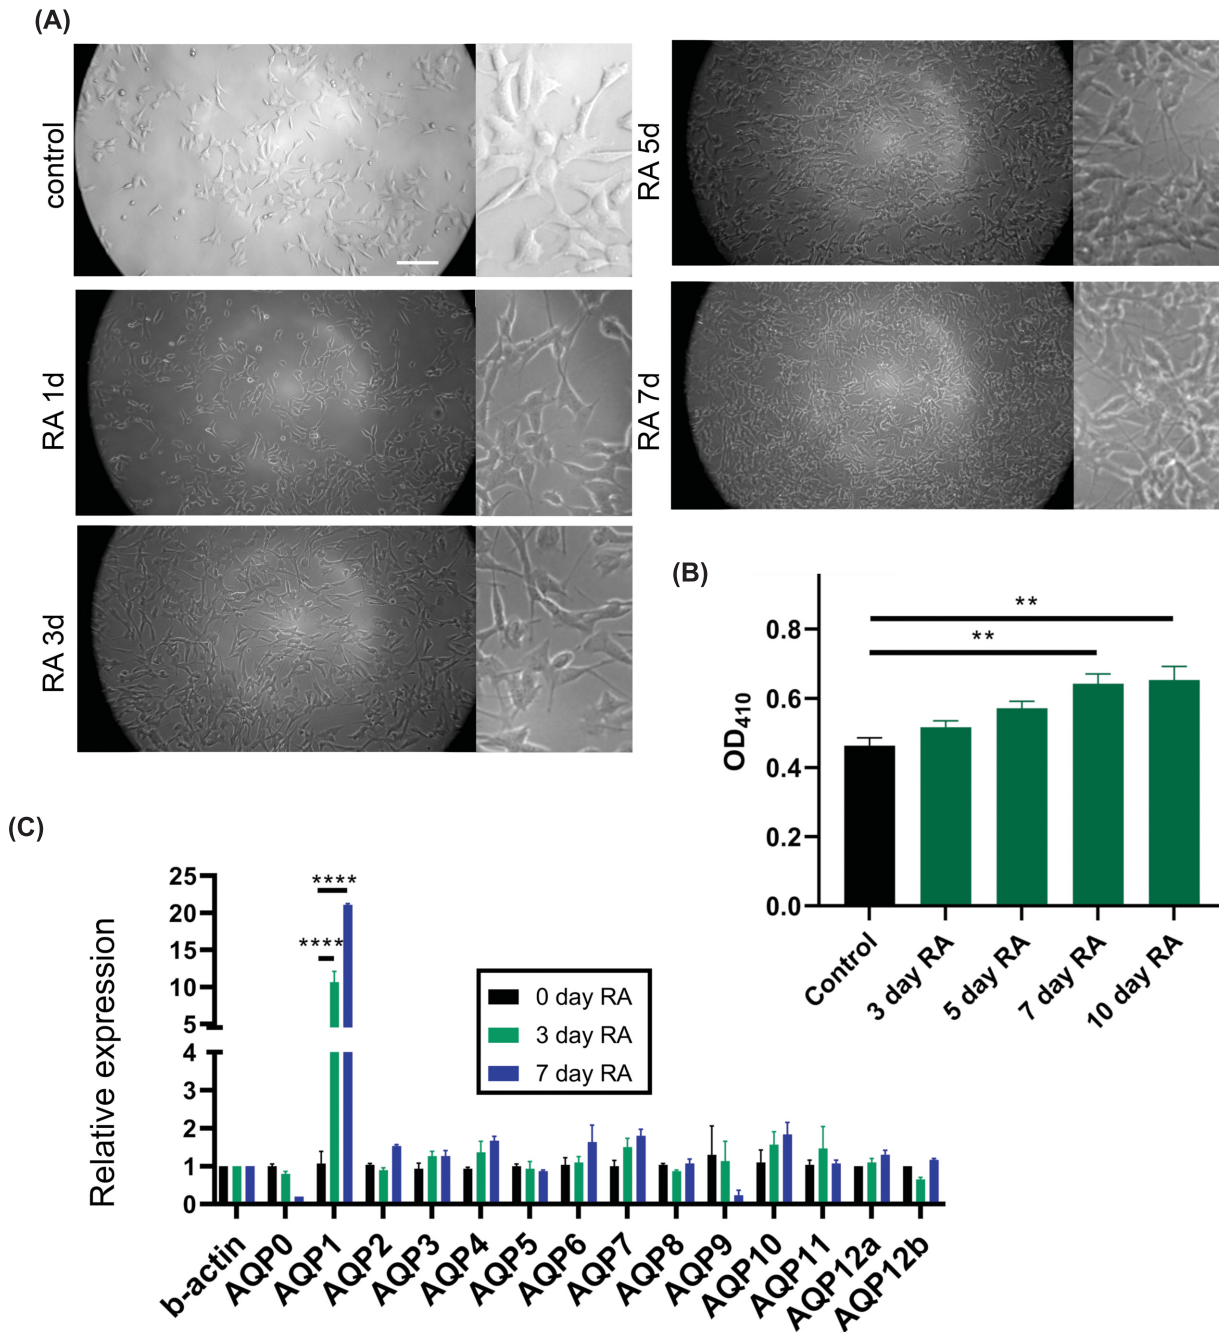 (A)
control
RA 1d
RA 3d
RA 5d
RA 7d
(B)
OD410
0.8
0.6
0.4
0.2
0.0
**
**
Control
3 day RA
5 day RA
7 day RA
10 day RA
(C)
Relative expression
25
20
15
10
5
4
3
2
1
0
****
****
0 day RA
3 day RA
7 day RA
b-actin
AQP0
AQP1
AQP2
AQP3
AQP4
AQP5
AQP6
AQP7
AQP8
AQP9
AQP10
AQP11
AQP12a
AQP12b